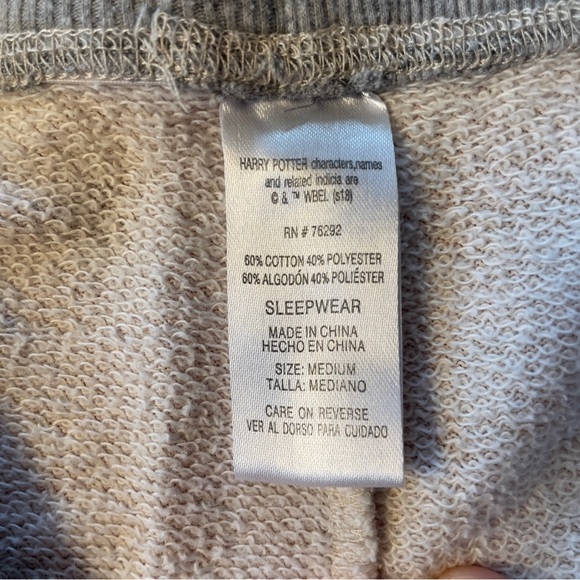 HARRY POTTER characters,names
and related indicia are
© & ™ WBEI. (s18)
RN # 76292
60% COTTON 40% POLYESTER
60% ALGODÓN 40% POLIÉSTER
SLEEPWEAR
MADE IN CHINA
HECHO EN CHINA
SIZE: MEDIUM
TALLA: MEDIANO
CARE ON REVERSE
VER AL DORSO PARA CUIDADO